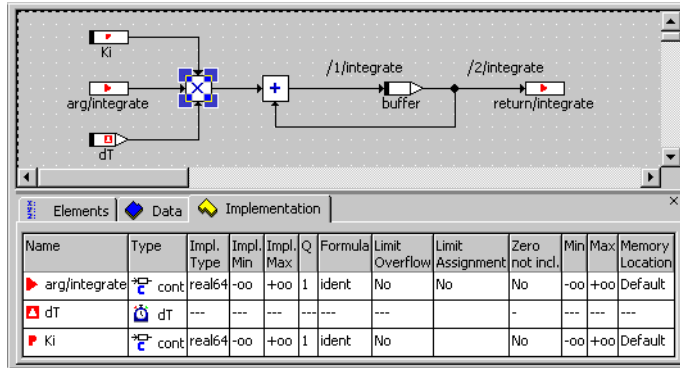 Ki
/1/integrate /2/integrate
arg/integrate + buffer return/integrate
dT
Elements Data Implementation
Name Type Impl. Type Impl. Min Impl. Max Q Formula Limit Overflow Limit Assignment Zero not incl. Min Max Memory Location
arg/integrate cont real64 -oo +oo 1 ident No No No -oo +oo Default
dT dT --- --- --- --- --- --- - --- --- ---
P Ki cont real64 -oo +oo 1 ident No No -oo +oo Default